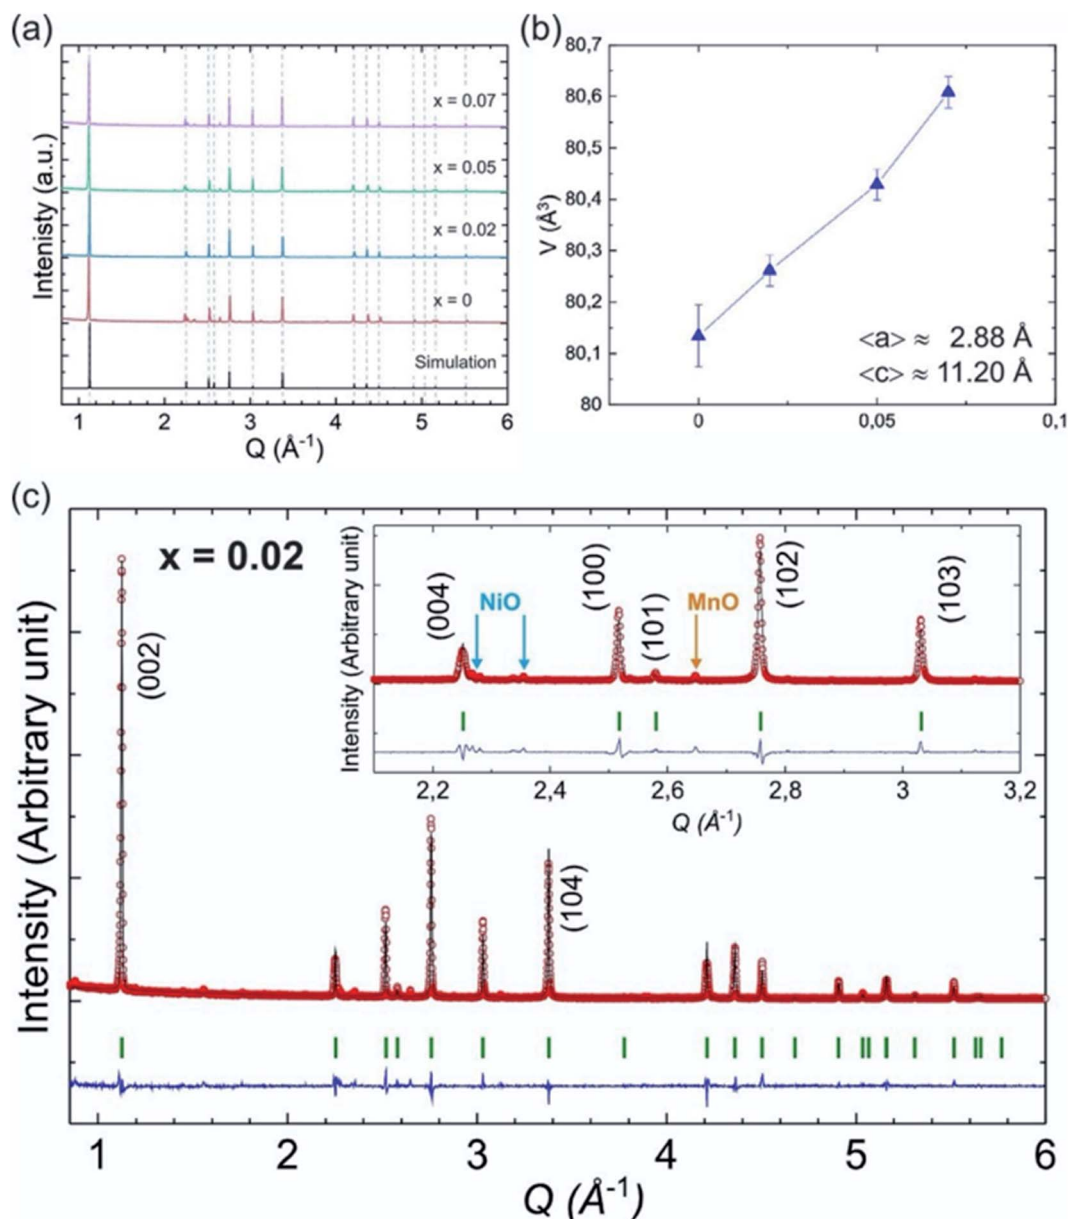 (a)
Intenisty (a.u.)
x = 0.07
x = 0.05
x = 0.02
x = 0
Simulation
1 2 3 4 5 6
Q (Å-1)
(b)
V (Å3)
80,7
80,6
80,5
80,4
80,3
80,2
80,1
80
<a> ≈ 2.88 Å
<c> ≈ 11.20 Å
0 0,05 0,1
(c)
Intensity (Arbitrary unit)
x = 0.02
(002)
(104)
Intensity (Arbitrary unit)
(004)
NiO
(100)
(101)
MnO
(102)
(103)
2,2 2,4 2,6 2,8 3 3,2
Q (Å-1)
1 2 3 4 5 6
Q (Å-1)